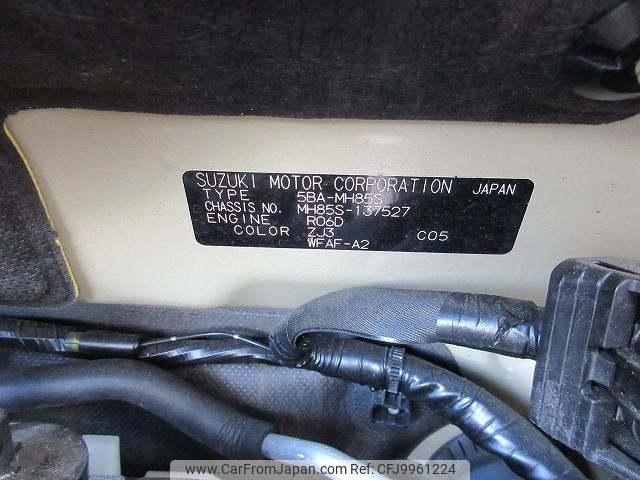 SUZUKI MOTOR CORPORATION JAPAN
TYPE 5BA-MH85S
CHASSIS NO. MH85S-137527
ENGINE R06D
COLOR ZJ3 C05
WFAF-A2
www.CarFromJapan.com - ID:CFJ9961224